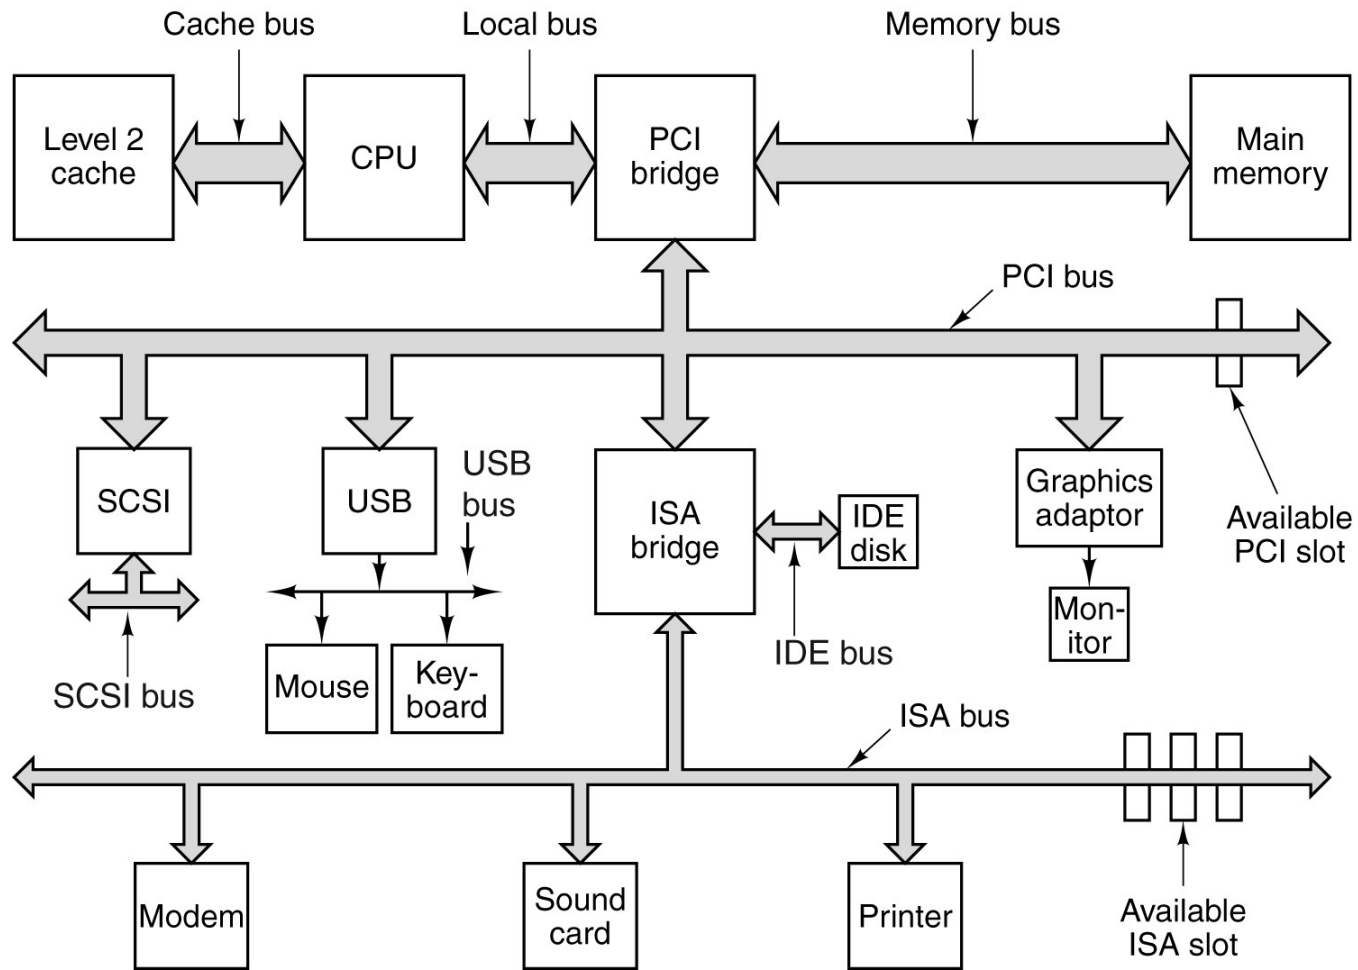 Cache bus
Local bus
Memory bus
Level 2
cache
CPU
PCI
bridge
Main
memory
PCI bus
SCSI
USB
USB
bus
ISA
bridge
IDE
disk
Graphics
adaptor
Available
PCI slot
Mon-
itor
IDE bus
SCSI bus
Mouse
Key-
board
ISA bus
Modem
Sound
card
Printer
Available
ISA slot